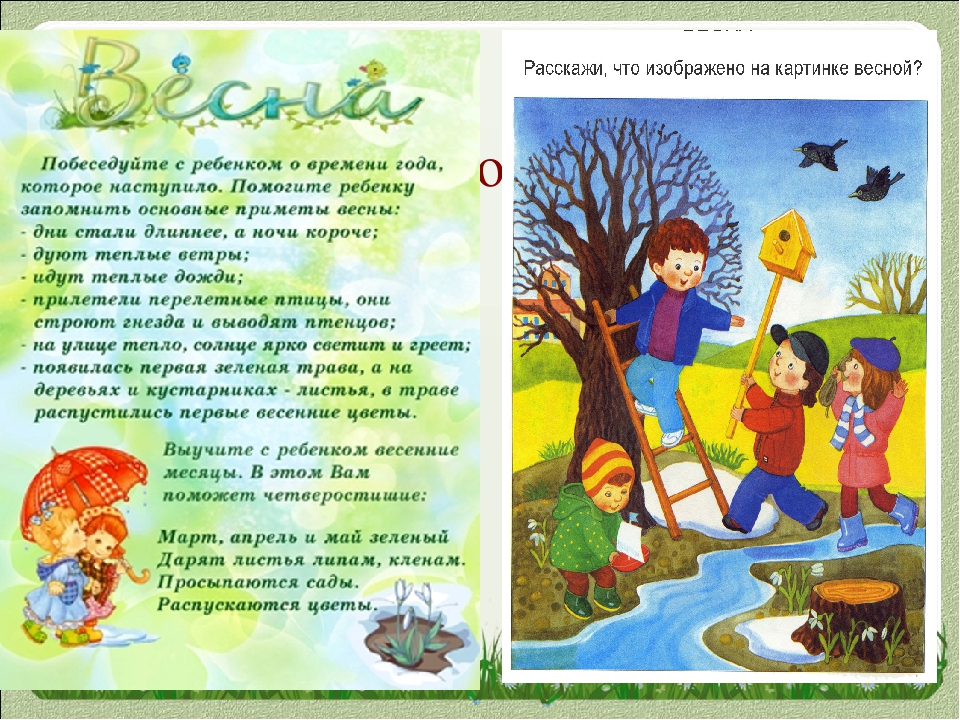 Весна
Побеседуйте с ребенком о времени года,
которое наступило. Помогите ребенку
запомнить основные приметы весны:
- дни стали длиннее, а ночи короче;
- дуют теплые ветры;
- идут теплые дожди;
- прилетели перелетные птицы, они
строят гнезда и выводят птенцов;
- на улице тепло, солнце ярко светит и греет;
- появилась первая зеленая трава, а на
деревьях и кустарниках - листья, в траве
распустились первые весенние цветы.
Выучите с ребенком весенние
месяцы. В этом Вам
поможет четверостишие:
Март, апрель и май зеленый
Дарят листья липам, кленам.
Просыпаются сады.
Распускаются цветы.
о
Расскажи, что изображено на картинке весной?